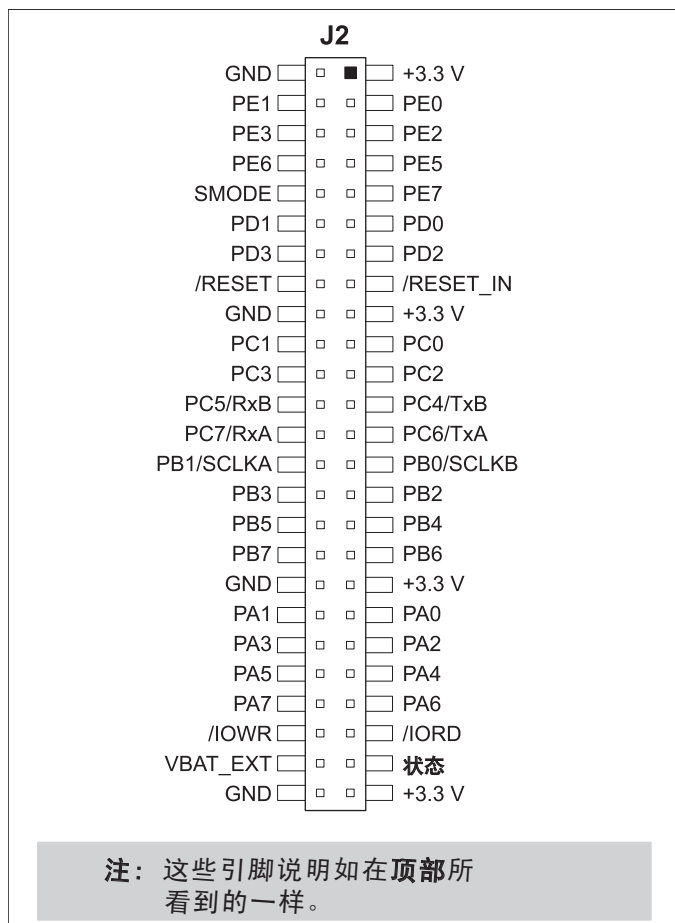 J2
GND +3.3 V
PE1 PE0
PE3 PE2
PE6 PE5
SMODE PE7
PD1 PD0
PD3 PD2
/RESET /RESET_IN
GND +3.3 V
PC1 PC0
PC3 PC2
PC5/RxB PC4/TxB
PC7/RxA PC6/TxA
PB1/SCLKA PB0/SCLKB
PB3 PB2
PB5 PB4
PB7 PB6
GND +3.3 V
PA1 PA0
PA3 PA2
PA5 PA4
PA7 PA6
/IOWR /IORD
VBAT_EXT 状态
GND +3.3 V
注：这些引脚说明如在顶部所
看到的一样。